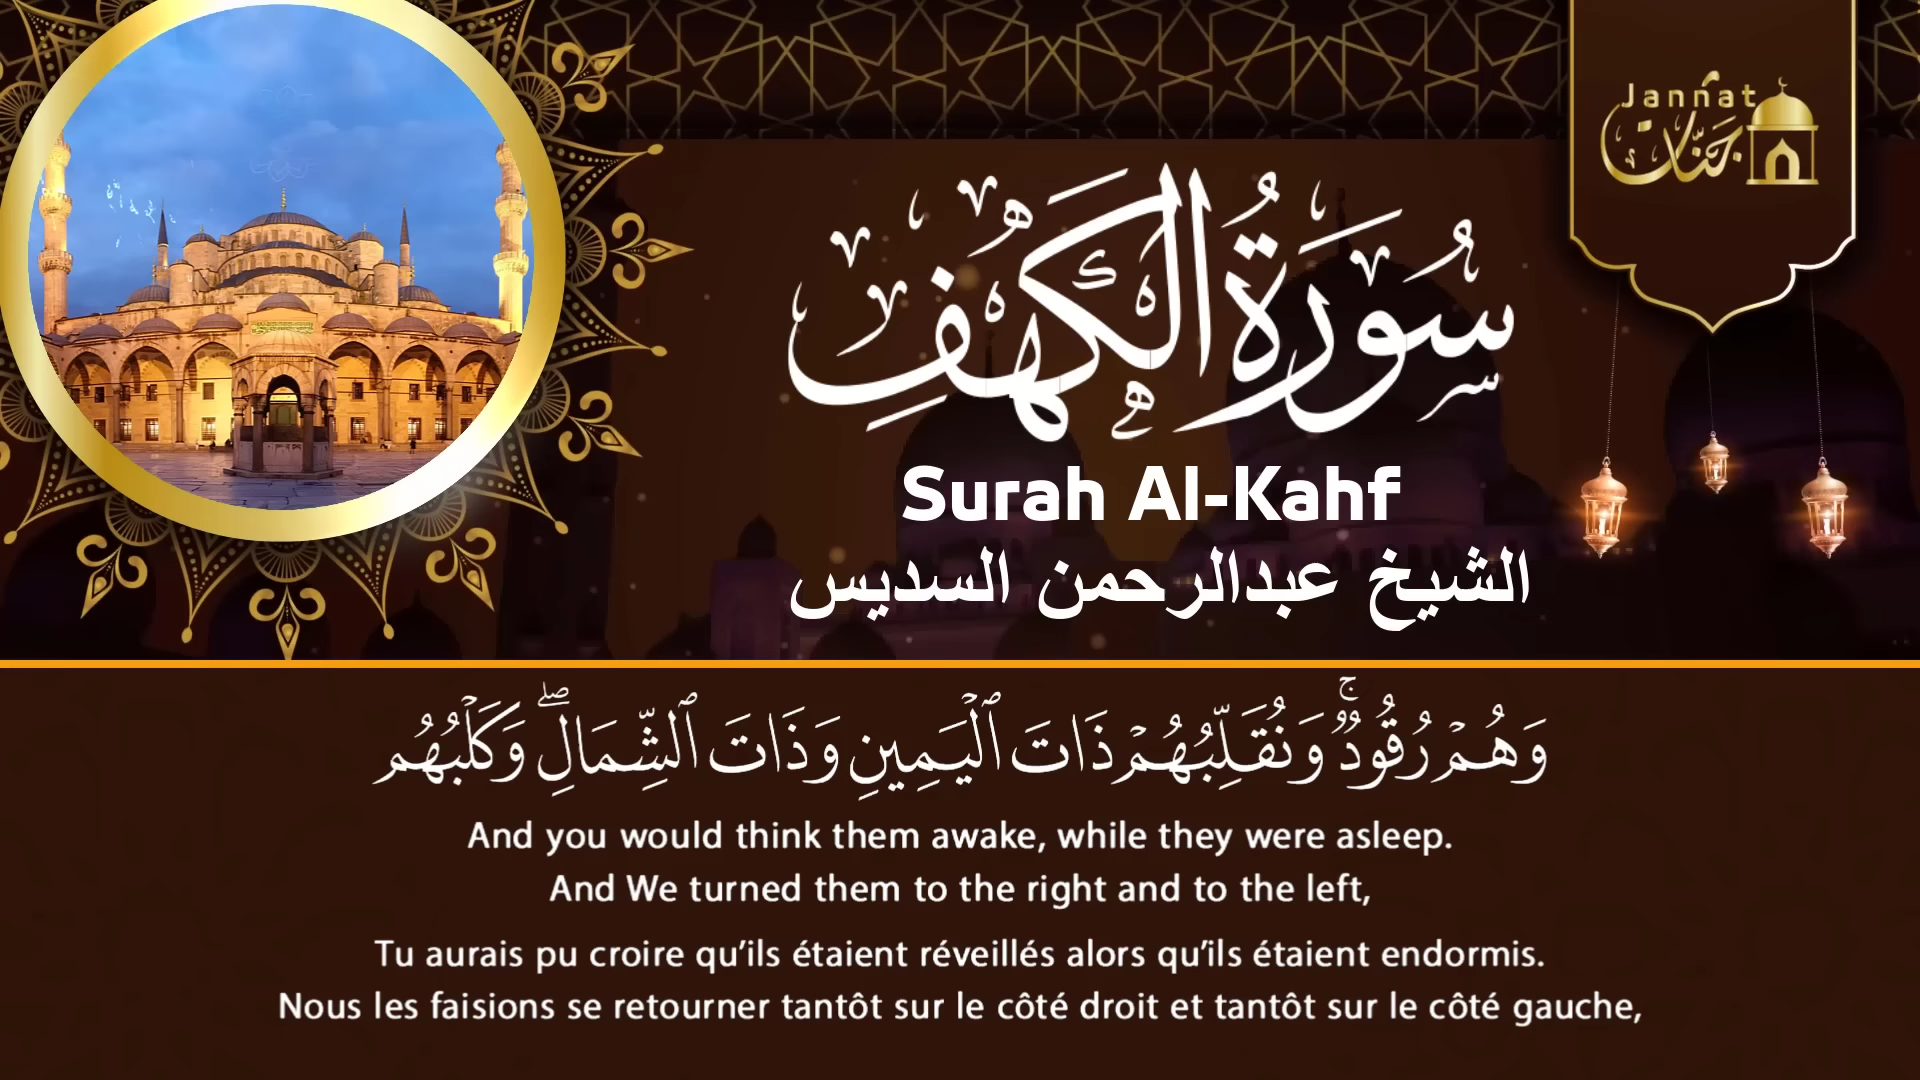 Jannat
جنات
سُورَةُ الكَهْفِ
Surah Al-Kahf
الشيخ عبدالرحمن السديس
وَهُمْ رُقُودٌ ۚ وَنُقَلِّبُهُمْ ذَاتَ ٱلْيَمِينِ وَذَاتَ ٱلشِّمَالِ ۖ وَكَلْبُهُم
And you would think them awake, while they were asleep.
And We turned them to the right and to the left,
Tu aurais pu croire qu’ils étaient réveillés alors qu’ils étaient endormis.
Nous les faisions se retourner tantôt sur le côté droit et tantôt sur le côté gauche,